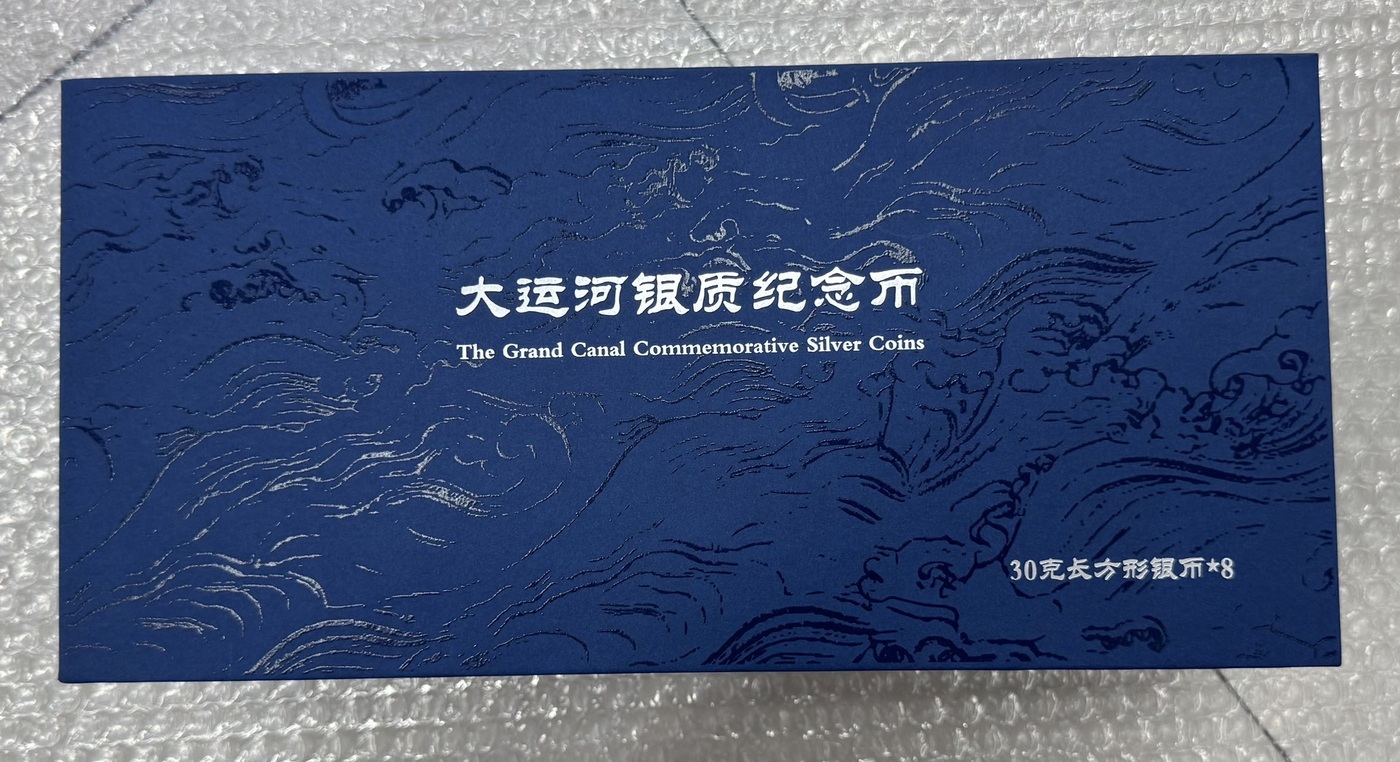 大运河银质纪念币
The Grand Canal Commemorative Silver Coins
30克长方形银币*8